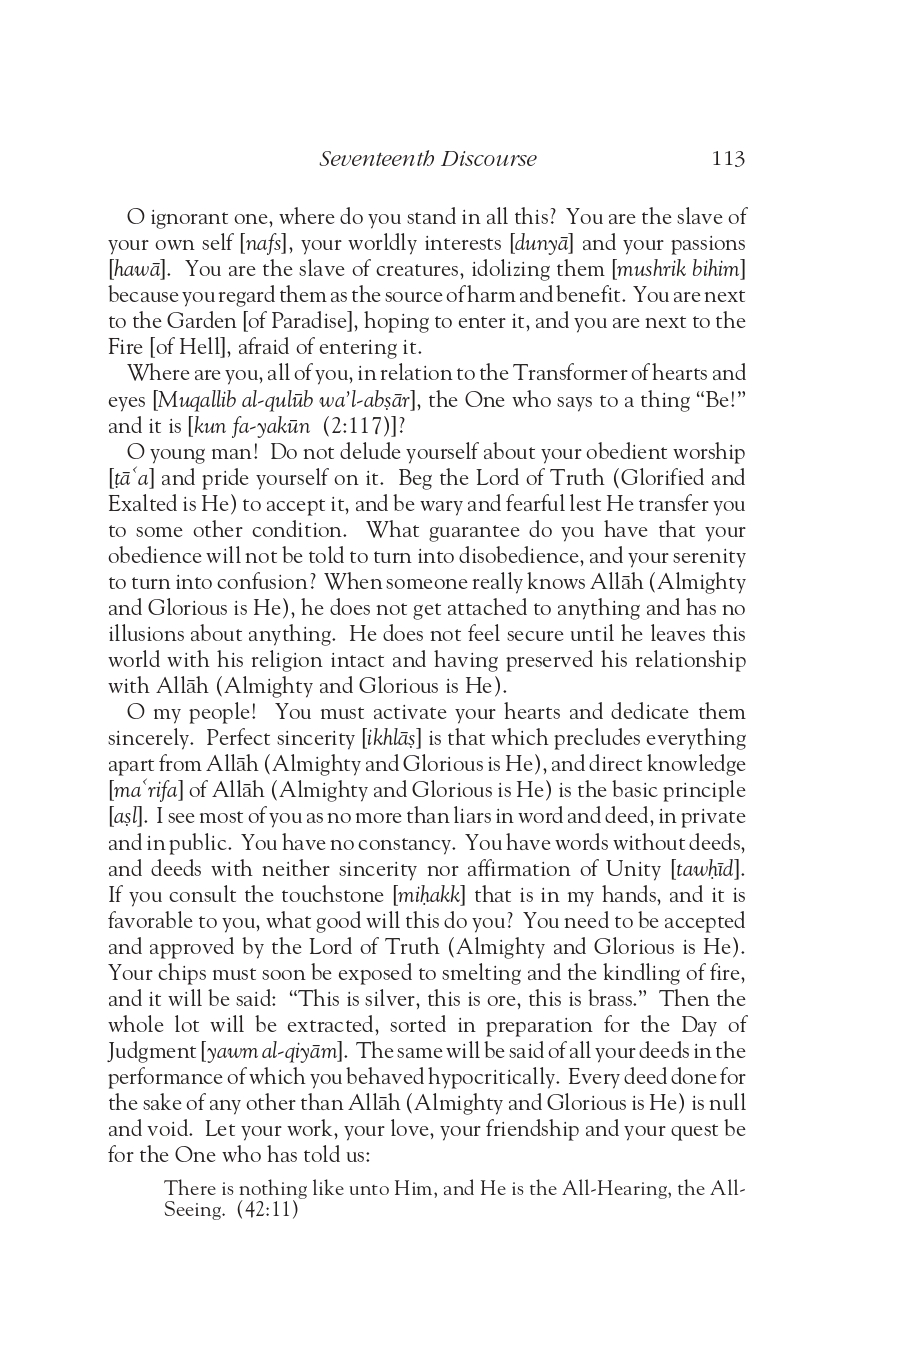 Seventeenth Discourse 113
O ignorant one, where do you stand in all this? You are the slave of
your own self [nafs], your worldly interests [dunyā] and your passions
[hawā]. You are the slave of creatures, idolizing them [mushrik bihim]
because you regard them as the source of harm and benefit. You are next
to the Garden [of Paradise], hoping to enter it, and you are next to the
Fire [of Hell], afraid of entering it.
Where are you, all of you, in relation to the Transformer of hearts and
eyes [Muqallib al-qulūb wa’l-abṣār], the One who says to a thing “Be!”
and it is [kun fa-yakūn (2:117)]?
O young man! Do not delude yourself about your obedient worship
[ṭāʿa] and pride yourself on it. Beg the Lord of Truth (Glorified and
Exalted is He) to accept it, and be wary and fearful lest He transfer you
to some other condition. What guarantee do you have that your
obedience will not be told to turn into disobedience, and your serenity
to turn into confusion? When someone really knows Allāh (Almighty
and Glorious is He), he does not get attached to anything and has no
illusions about anything. He does not feel secure until he leaves this
world with his religion intact and having preserved his relationship
with Allāh (Almighty and Glorious is He).
O my people! You must activate your hearts and dedicate them
sincerely. Perfect sincerity [ikhlāṣ] is that which precludes everything
apart from Allāh (Almighty and Glorious is He), and direct knowledge
[maʿrifa] of Allāh (Almighty and Glorious is He) is the basic principle
[aṣl]. I see most of you as no more than liars in word and deed, in private
and in public. You have no constancy. You have words without deeds,
and deeds with neither sincerity nor affirmation of Unity [tawḥīd].
If you consult the touchstone [miḥakk] that is in my hands, and it is
favorable to you, what good will this do you? You need to be accepted
and approved by the Lord of Truth (Almighty and Glorious is He).
Your chips must soon be exposed to smelting and the kindling of fire,
and it will be said: “This is silver, this is ore, this is brass.” Then the
whole lot will be extracted, sorted in preparation for the Day of
Judgment [yawm al-qiyām]. The same will be said of all your deeds in the
performance of which you behaved hypocritically. Every deed done for
the sake of any other than Allāh (Almighty and Glorious is He) is null
and void. Let your work, your love, your friendship and your quest be
for the One who has told us:
There is nothing like unto Him, and He is the All-Hearing, the All-
Seeing. (42:11)